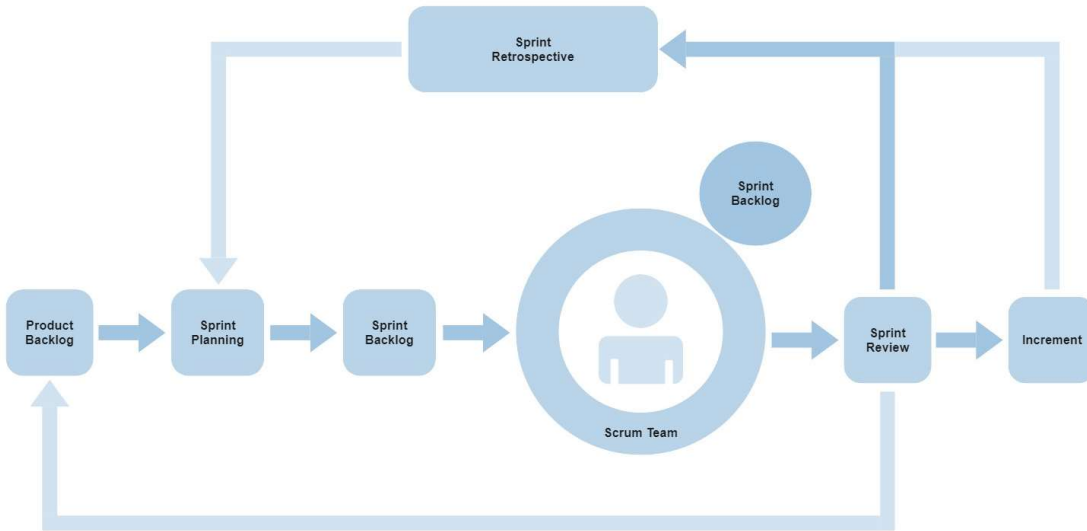 Sprint
Retrospective
Sprint
Backlog
Product
Backlog
Sprint
Planning
Sprint
Backlog
Scrum Team
Sprint
Review
Increment